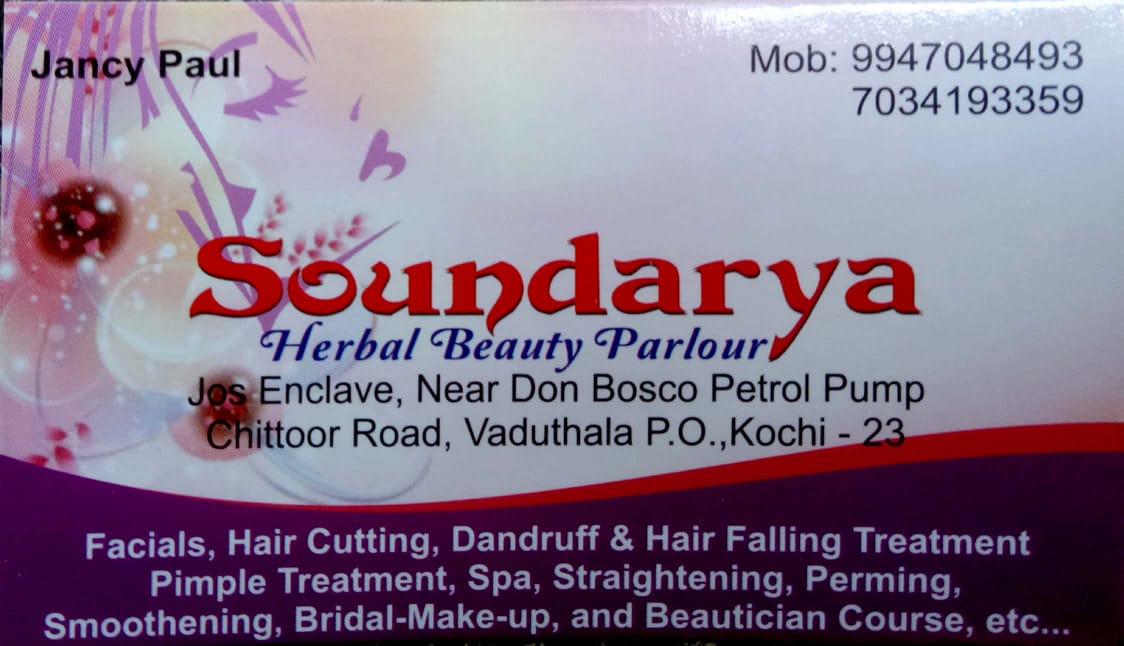 Jancy Paul
Mob: 9947048493
7034193359
Soundarya
Herbal Beauty Parlour
Jos Enclave, Near Don Bosco Petrol Pump
Chittoor Road, Vaduthala P.O.,Kochi - 23
Facials, Hair Cutting, Dandruff & Hair Falling Treatment
Pimple Treatment, Spa, Straightening, Perming,
Smoothening, Bridal-Make-up, and Beautician Course, etc...